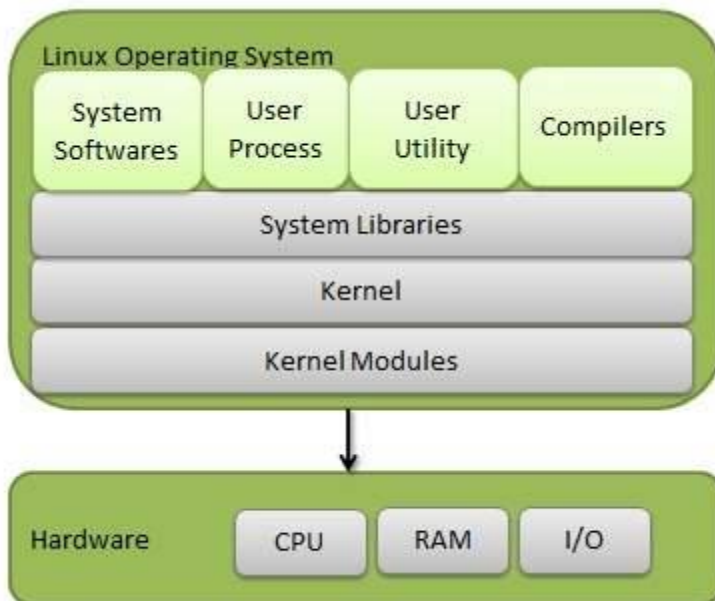 Linux Operating System
System
Softwares
User
Process
User
Utility
Compilers
System Libraries
Kernel
Kernel Modules
Hardware
CPU
RAM
I/O